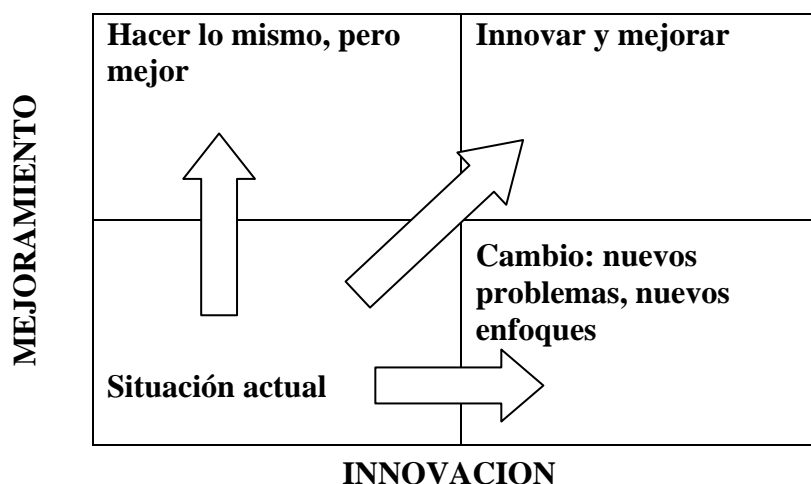 Hacer lo mismo, pero
mejor
Innovar y mejorar
MEJORAMIENTO
Cambio: nuevos
problemas, nuevos
enfoques
Situación actual
INNOVACION